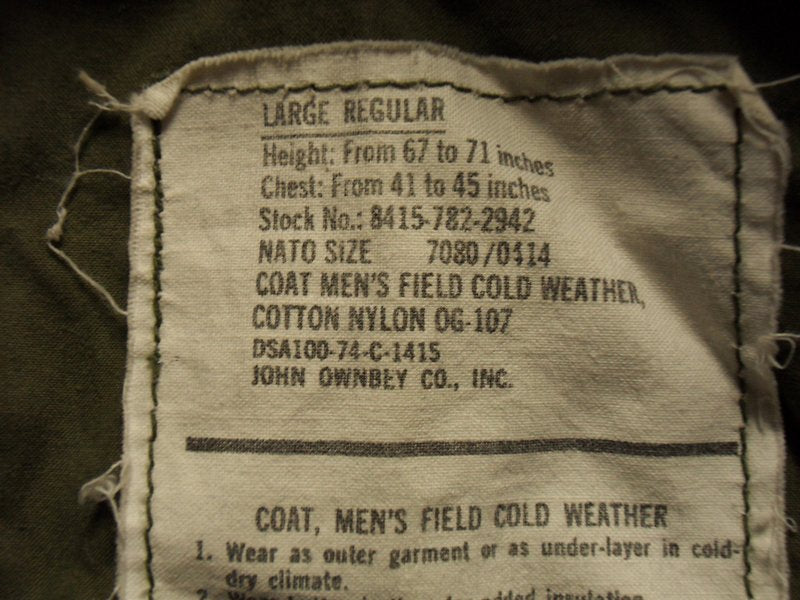 LARGE REGULAR
Height: From 67 to 71 inches
Chest: From 41 to 45 inches
Stock No.: 8415-782-2942
NATO SIZE 7080/0414
COAT MEN'S FIELD COLD WEATHER,
COTTON NYLON OG-107
DSA100-74-C-1415
JOHN OWNBEY CO., INC.
COAT, MEN'S FIELD COLD WEATHER
1. Wear as outer garment or as under-layer in cold-
dry climate.
2. added insulation